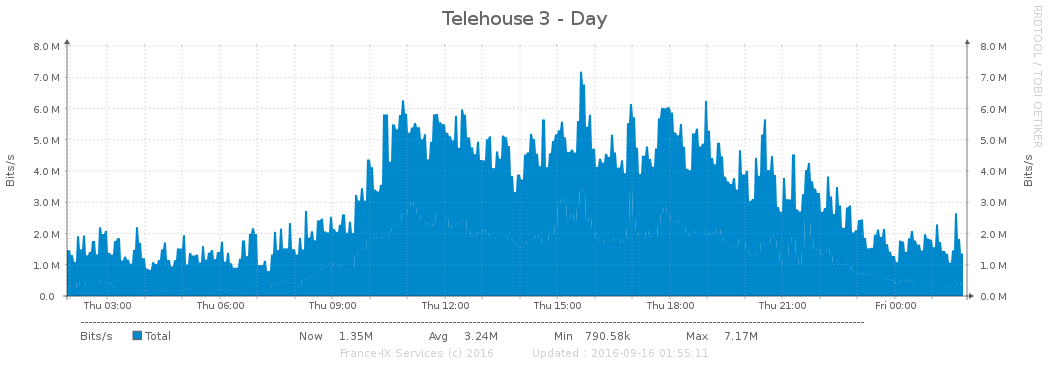 Telehouse 3 - Day
RRDTOOL / TOBI OETIKER
8.0 M 8.0 M
7.0 M 7.0 M
6.0 M 6.0 M
5.0 M 5.0 M
4.0 M 4.0 M
3.0 M 3.0 M
2.0 M 2.0 M
1.0 M 1.0 M
0.0 0.0 M
Bits/s
Bits/s
Thu 03:00 Thu 06:00 Thu 09:00 Thu 12:00 Thu 15:00 Thu 18:00 Thu 21:00 Fri 00:00
Bits/s Total Now 1.35M Avg 3.24M Min 790.58k Max 7.17M
France-IX Services (c) 2016 Updated : 2016-09-16 01:55:11